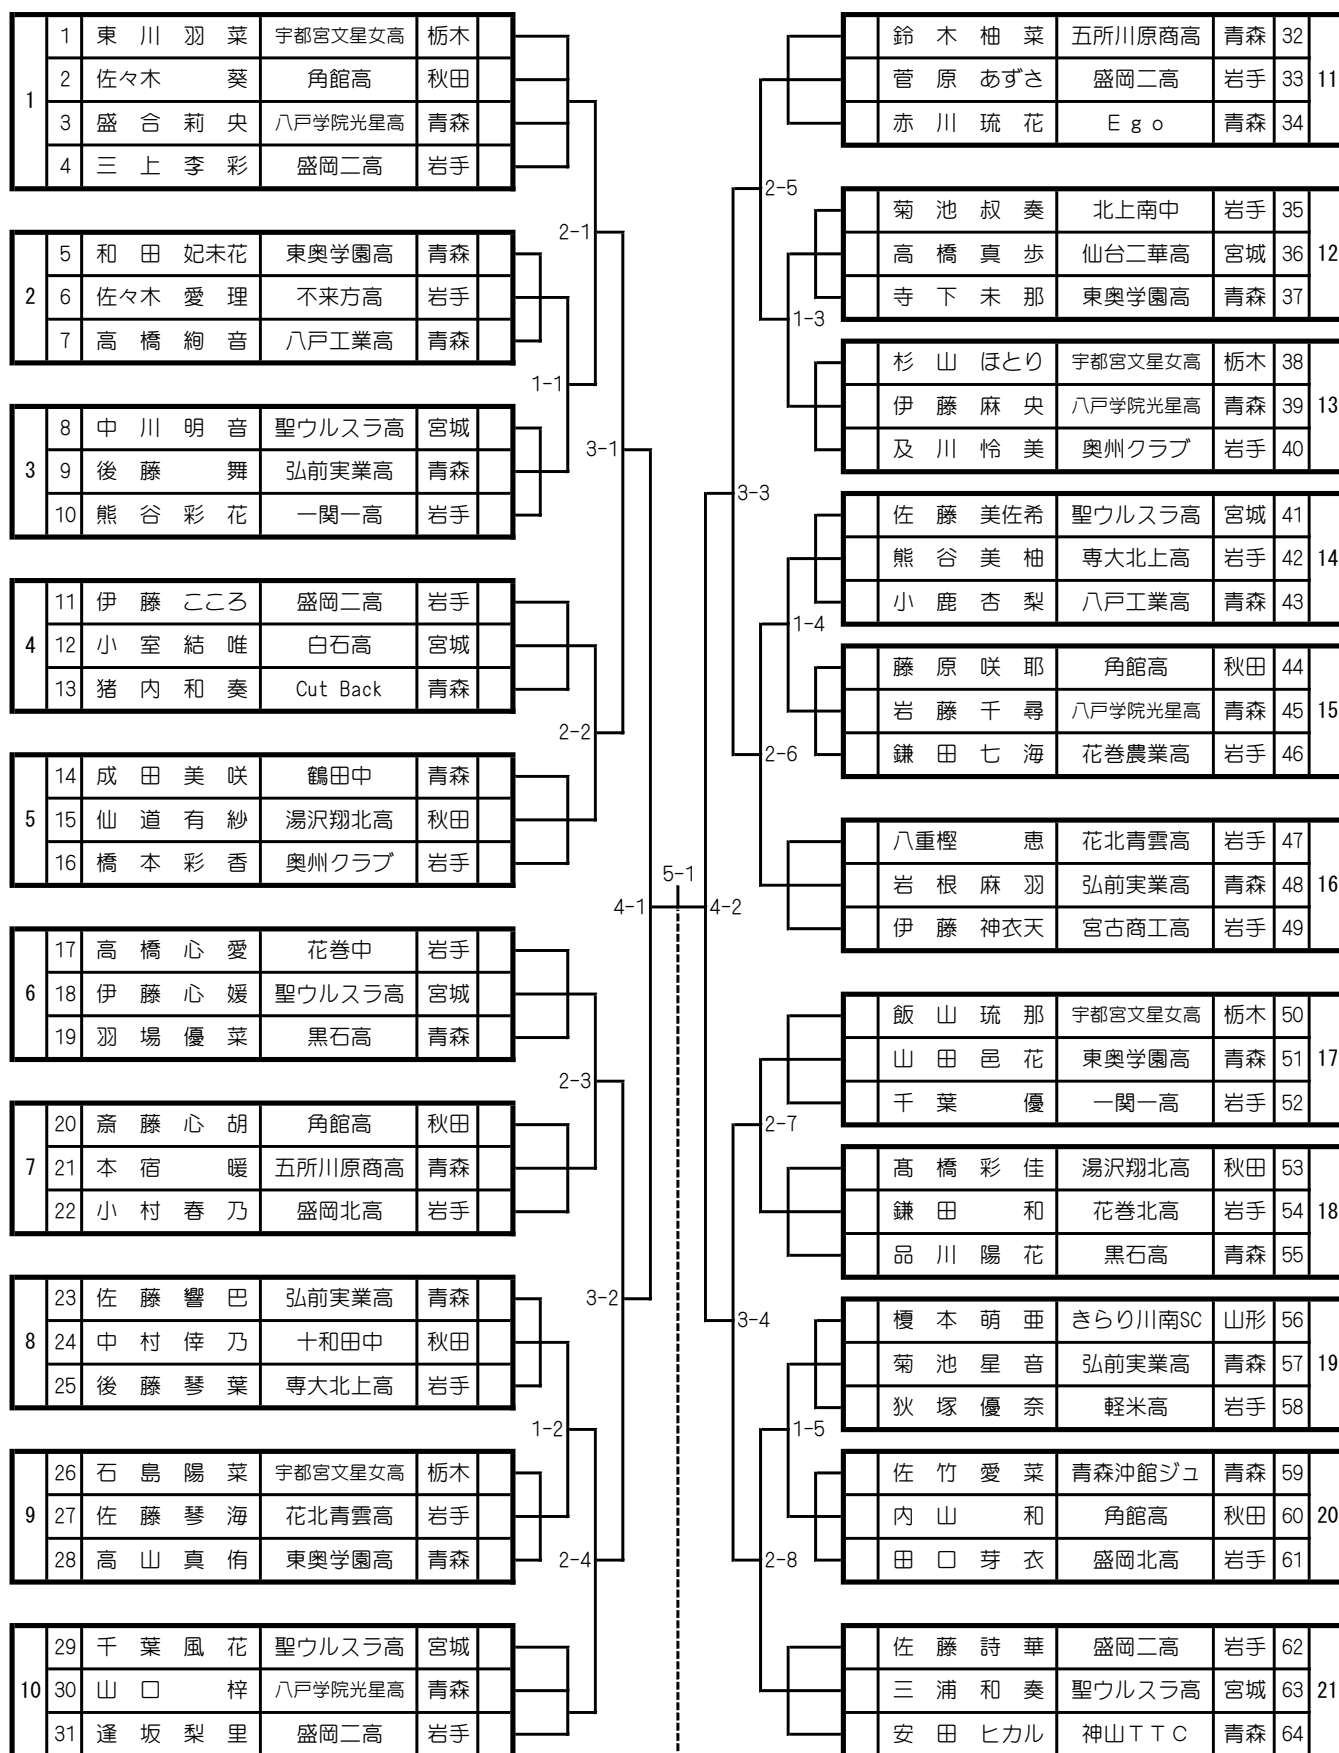 1 東川羽菜 宇都宮文星女高 栃木
2 佐々木葵 角館高 秋田
1
3 盛合莉央 八戸学院光星高 青森
4 三上李彩 盛岡二高 岩手
2-1
5 和田妃未花 東奥学園高 青森
2 6 佐々木愛理 不来方高 岩手
7 高橋絢音 八戸工業高 青森
1-1
8 中川明音 聖ウルスラ高 宮城
3-1
3 9 後藤舞 弘前実業高 青森
10 熊谷彩花 一関一高 岩手
11 伊藤こころ 盛岡二高 岩手
4 12 小室結唯 白石高 宮城
13 猪内和奏 Cut Back 青森
2-2
14 成田美咲 鶴田中 青森
5 15 仙道有紗 湯沢翔北高 秋田
16 橋本彩香 奥州クラブ 岩手
5-1
4-1
17 高橋心愛 花巻中 岩手
6 18 伊藤心媛 聖ウルスラ高 宮城
19 羽場優菜 黒石高 青森
2-3
20 斎藤心胡 角館高 秋田
7 21 本宿暖 五所川原商高 青森
22 小村春乃 盛岡北高 岩手
23 佐藤響巴 弘前実業高 青森
3-2
8 24 中村倖乃 十和田中 秋田
25 後藤琴葉 専大北上高 岩手
1-2
26 石島陽菜 宇都宮文星女高 栃木
9 27 佐藤琴海 花北青雲高 岩手
28 高山真侑 東奥学園高 青森
2-4
29 千葉風花 聖ウルスラ高 宮城
10 30 山口梓 八戸学院光星高 青森
31 逢坂梨里 盛岡二高 岩手
鈴木柚菜 五所川原商高 青森 32
菅原あずさ 盛岡二高 岩手 33 11
赤川琉花 Ego 青森 34
2-5
菊池叔奏 北上南中 岩手 35
高橋真歩 仙台二華高 宮城 36 12
寺下未那 東奥学園高 青森 37
1-3
杉山ほとり 宇都宮文星女高 栃木 38
伊藤麻央 八戸学院光星高 青森 39 13
及川怜美 奥州クラブ 岩手 40
3-3
佐藤美佐希 聖ウルスラ高 宮城 41
熊谷美柚 専大北上高 岩手 42 14
小鹿杏梨 八戸工業高 青森 43
1-4
藤原咲耶 角館高 秋田 44
岩藤千尋 八戸学院光星高 青森 45 15
鎌田七海 花巻農業高 岩手 46
2-6
八重樫恵 花北青雲高 岩手 47
岩根麻羽 弘前実業高 青森 48 16
伊藤神衣天 宮古商工高 岩手 49
4-2
飯山琉那 宇都宮文星女高 栃木 50
山田邑花 東奥学園高 青森 51 17
千葉優 一関一高 岩手 52
2-7
髙橋彩佳 湯沢翔北高 秋田 53
鎌田和 花巻北高 岩手 54 18
品川陽花 黒石高 青森 55
榎本萌亜 きらり川南SC 山形 56
3-4
菊池星音 弘前実業高 青森 57 19
狄塚優奈 軽米高 岩手 58
1-5
佐竹愛菜 青森沖館ジュ 青森 59
内山和 角館高 秋田 60 20
田口芽衣 盛岡北高 岩手 61
2-8
佐藤詩華 盛岡二高 岩手 62
三浦和奏 聖ウルスラ高 宮城 63 21
安田ヒカル 神山TTC 青森 64